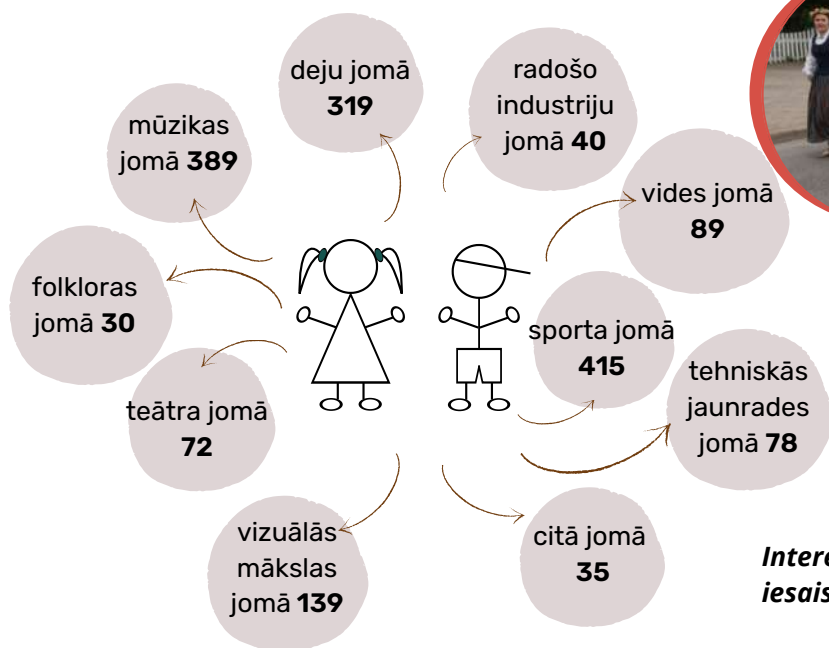 deju jomā
319
radošo
industriju
jomā 40
mūzikas
jomā 389
vides jomā
89
folkloras
jomā 30
sporta jomā
415
teātra jomā
72
tehniskās
jaunrades
jomā 78
vizuālās
mākslas
jomā 139
citā jomā
35